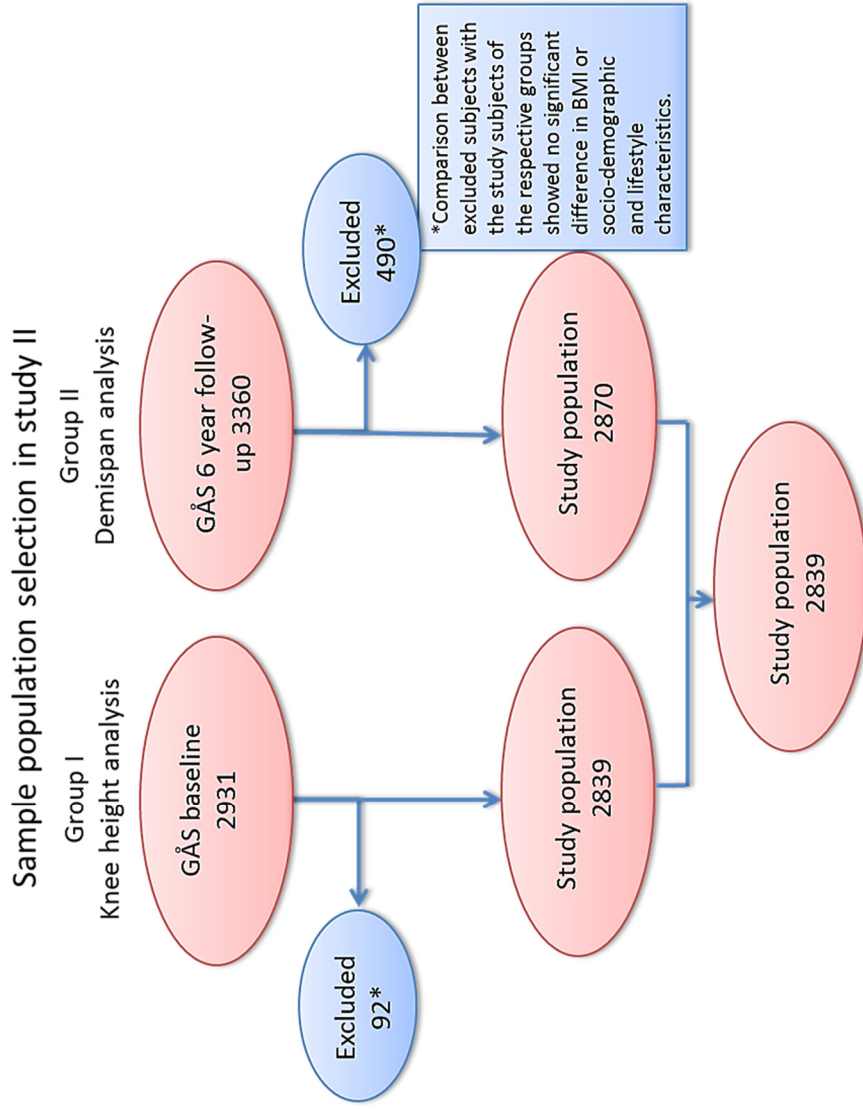 Sample population selection in study II
Group I
Knee height analysis
Group II
Demispan analysis
GÅS baseline
2931
GÅS 6 year follow-
up 3360
Excluded
92*
Excluded
490*
*Comparison between
excluded subjects with
the study subjects of
the respective groups
showed no significant
difference in BMI or
socio-demographic
and lifestyle
characteristics.
Study population
2839
Study population
2870
Study population
2839